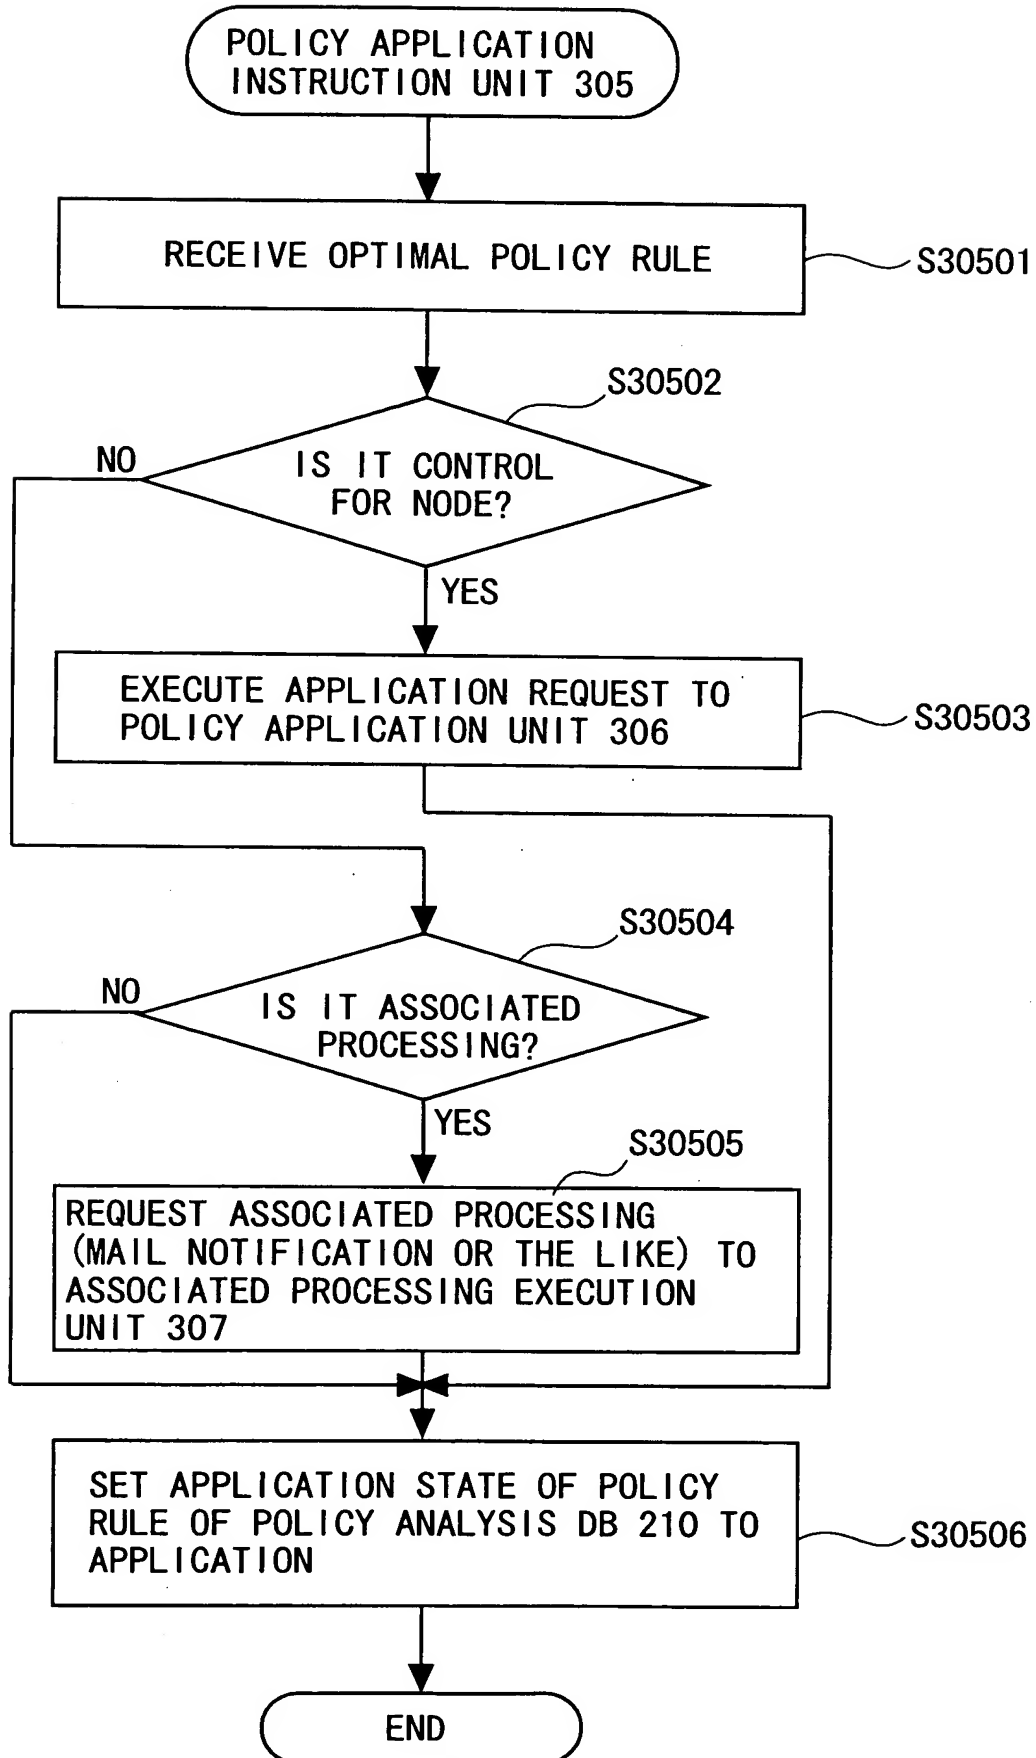 POLICY APPLICATION
INSTRUCTION UNIT 305
RECEIVE OPTIMAL POLICY RULE
S30501
S30502
NO
IS IT CONTROL
FOR NODE?
YES
EXECUTE APPLICATION REQUEST TO
POLICY APPLICATION UNIT 306
S30503
S30504
NO
IS IT ASSOCIATED
PROCESSING?
YES
S30505
REQUEST ASSOCIATED PROCESSING
(MAIL NOTIFICATION OR THE LIKE) TO
ASSOCIATED PROCESSING EXECUTION
UNIT 307
SET APPLICATION STATE OF POLICY
RULE OF POLICY ANALYSIS DB 210 TO
APPLICATION
S30506
END